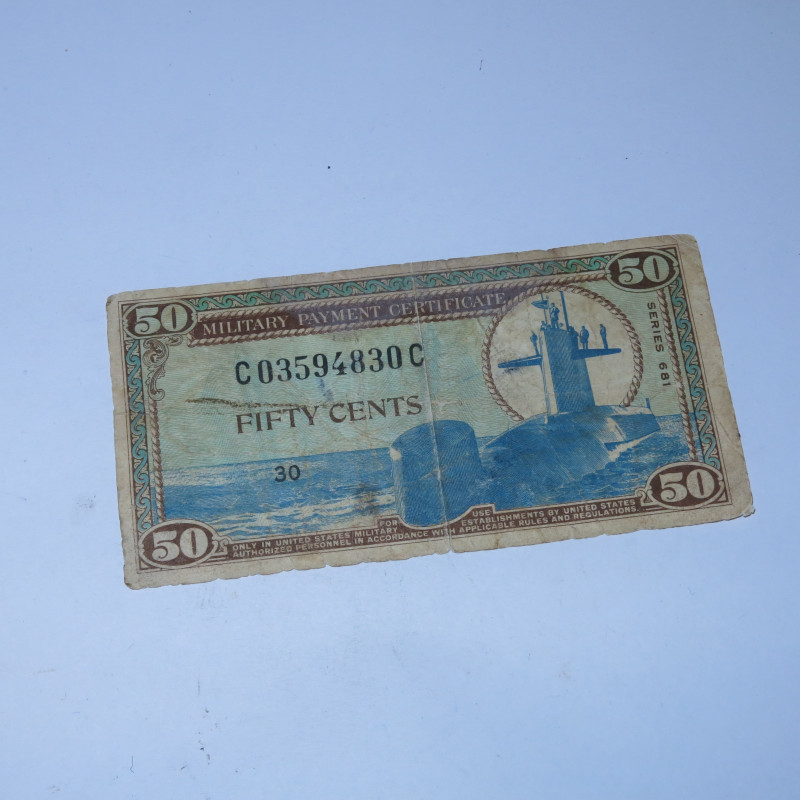 50 MILITARY PAYMENT CERTIFICATE 50
SERIES 681
C03594830C
FIFTY CENTS
30
50 ONLY IN UNITED STATES MILITARY FOR USE ESTABLISHMENTS BY UNITED STATES 50
AUTHORIZED PERSONNEL IN ACCORDANCE WITH APPLICABLE RULES AND REGULATIONS